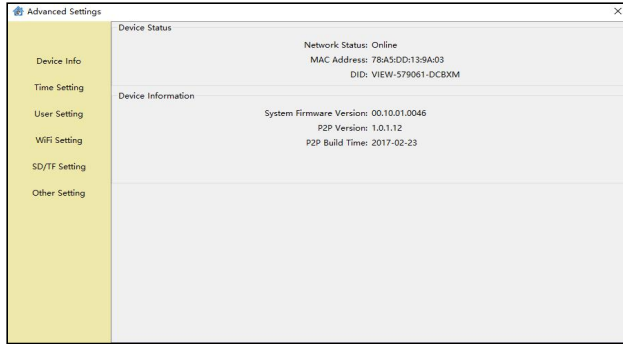 Advanced Settings
Device Info
Time Setting
User Setting
WiFi Setting
SD/TF Setting
Other Setting
Device Status
Network Status: Online
MAC Address: 78:A5:DD:13:9A:03
DID: VIEW-579061-DCBXM
Device Information
System Firmware Version: 00.10.01.0046
P2P Version: 1.0.1.12
P2P Build Time: 2017-02-23